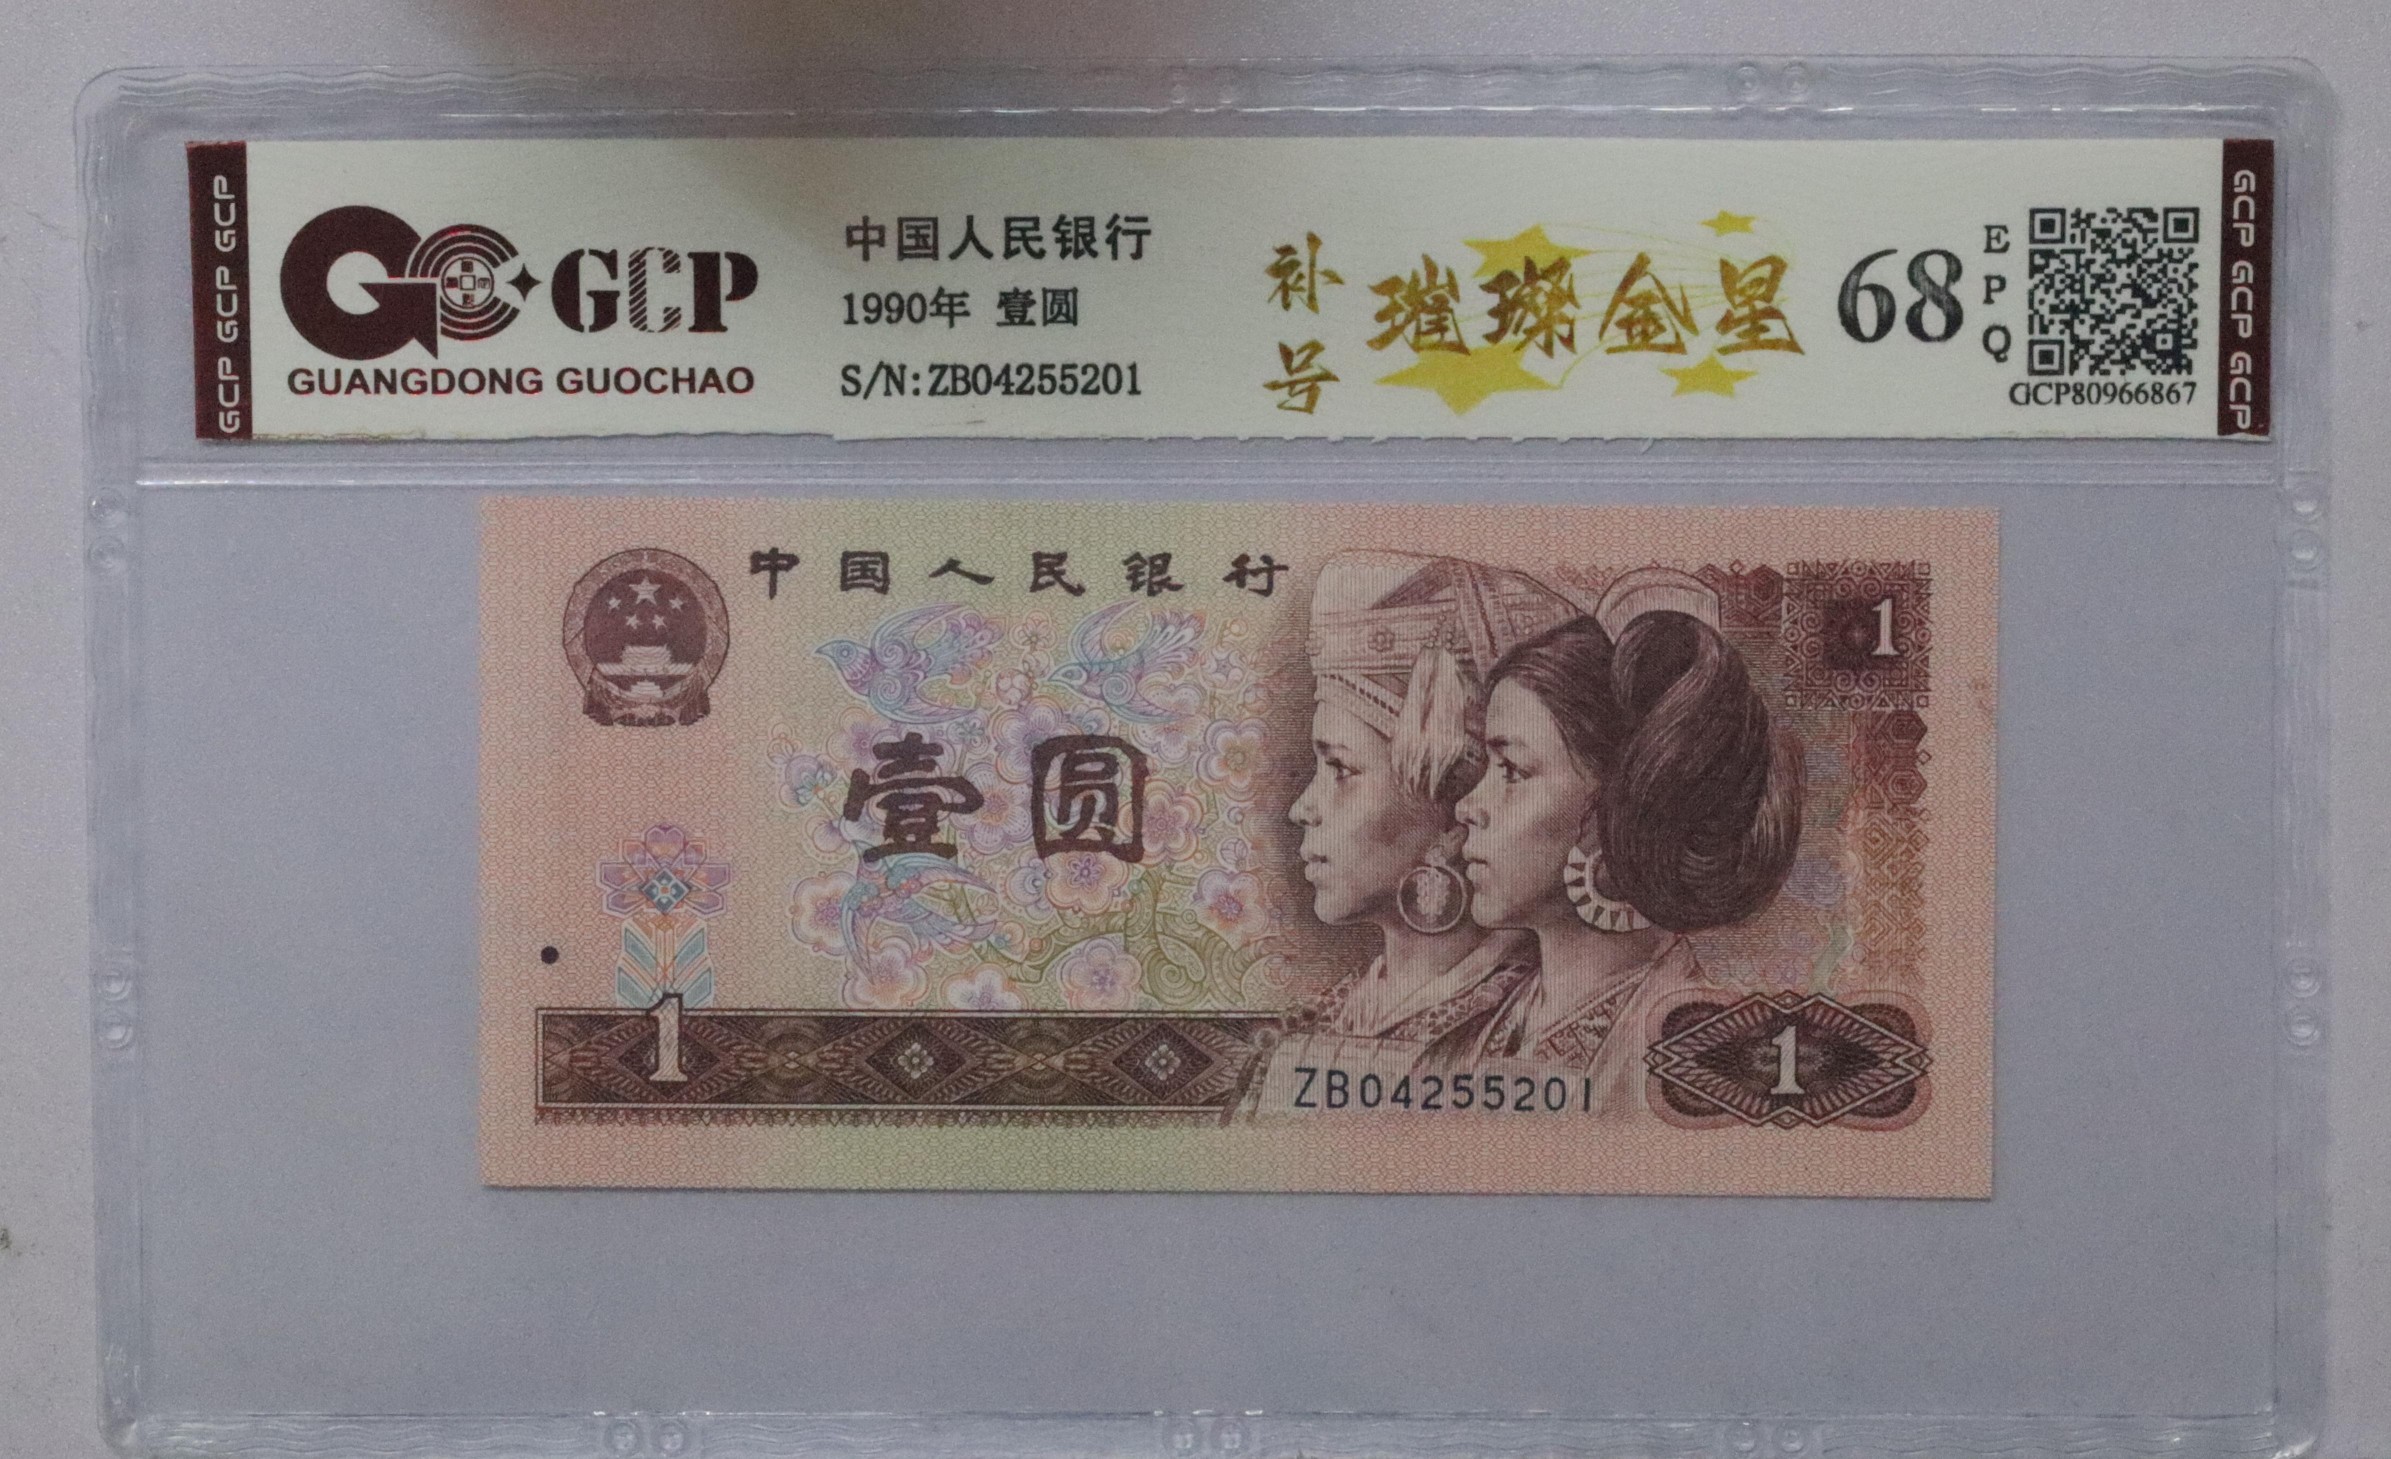 GCP GCP GCP
GCP
GUANGDONG GUOCHAO
中国人民银行
1990年 壹圆
S/N:ZB04255201
补号
璀璨金星
68
EPQ
GCP80966867
GCP GCP GCP
中国人民银行
1
壹圆
1
ZB04255201
1